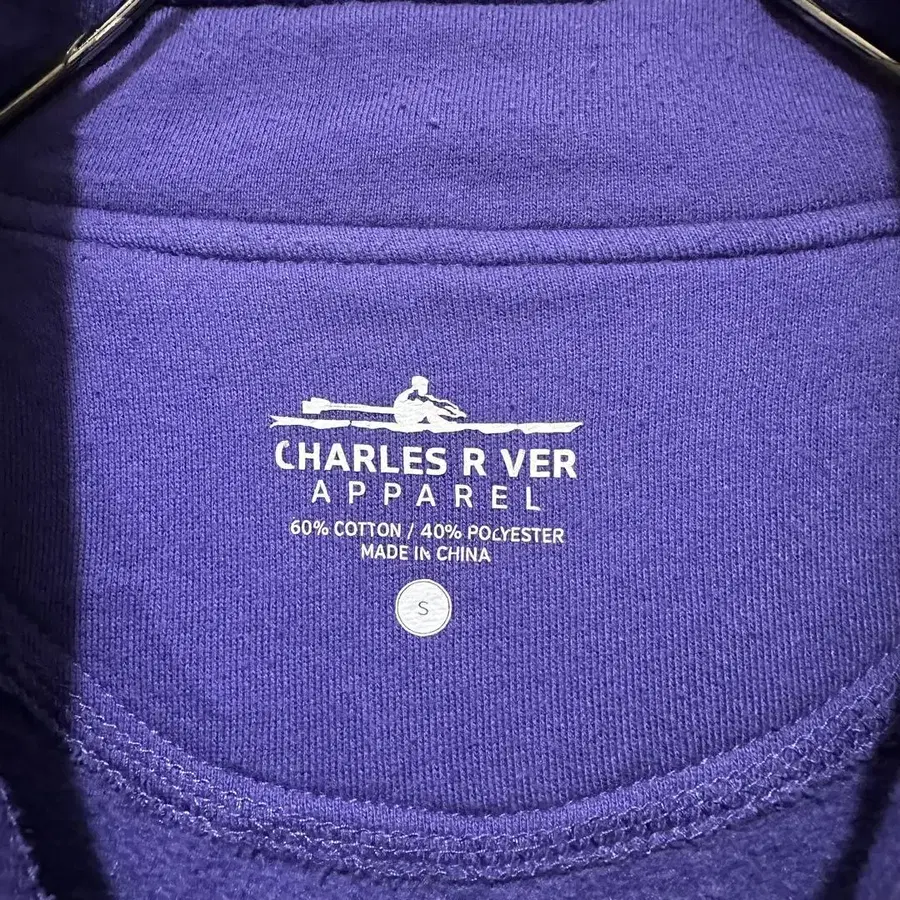 CHARLES R VER
APPAREL
60% COTTON / 40% POLYESTER
MADE IN CHINA
S